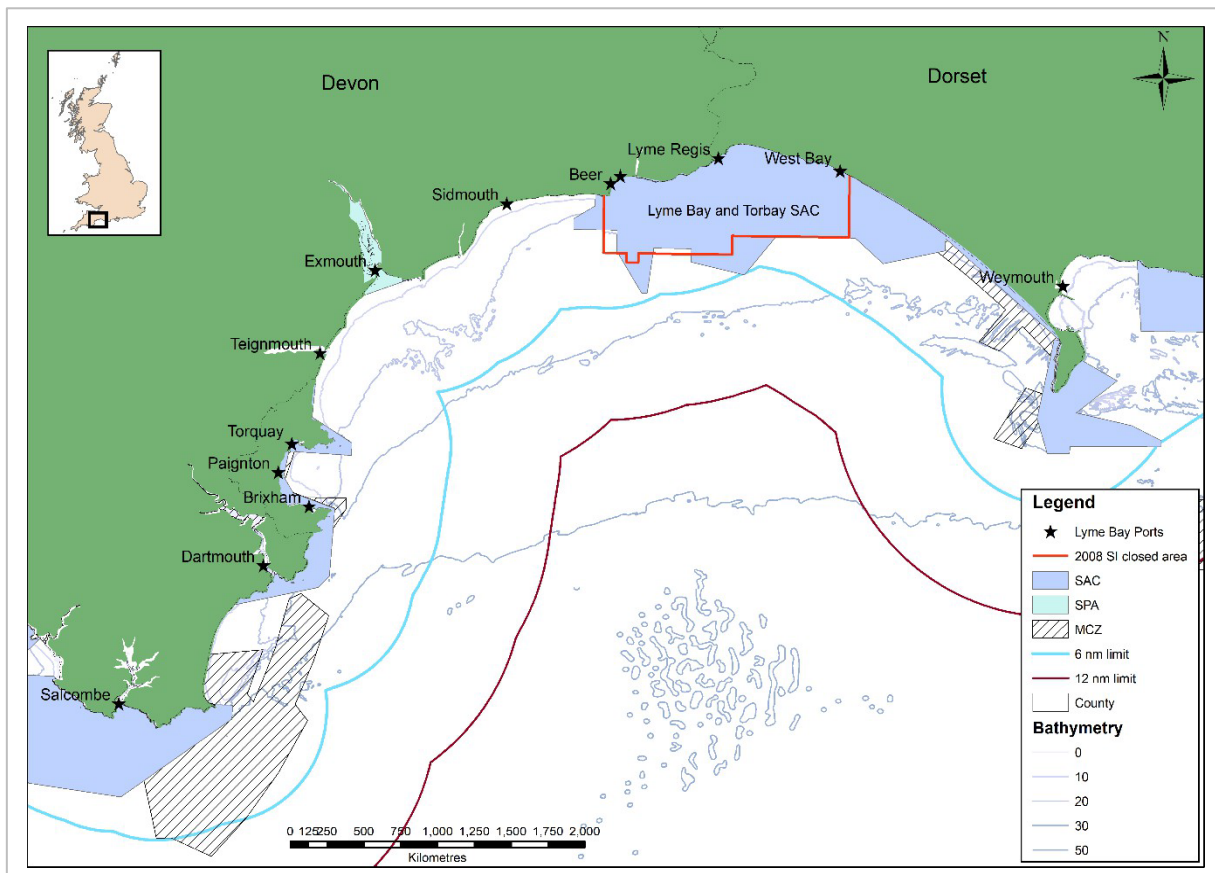 N
Devon
Dorset
Lyme Regis
West Bay
Beer
Sidmouth
Lyme Bay and Torbay SAC
Exmouth
Weymouth
Teignmouth
Torquay
Paignton
Brixham
Dartmouth
Salcombe
Legend
Lyme Bay Ports
2008 SI closed area
SAC
SPA
MCZ
6 nm limit
12 nm limit
County
Bathymetry
0
10
20
30
50
0 125250 500 750 1,000 1,250 1,500 1,750 2,000
Kilometres